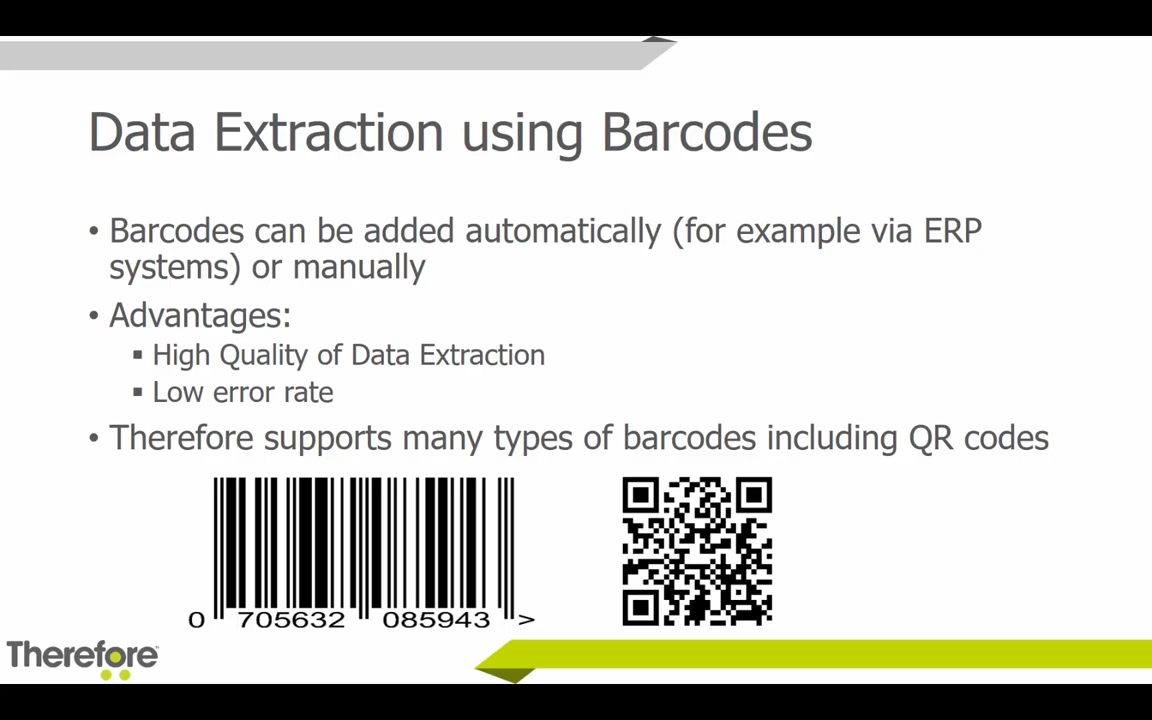 Data Extraction using Barcodes
• Barcodes can be added automatically (for example via ERP
systems) or manually
• Advantages:
▪ High Quality of Data Extraction
▪ Low error rate
• Therefore supports many types of barcodes including QR codes
0 705632 085943 >
Therefore